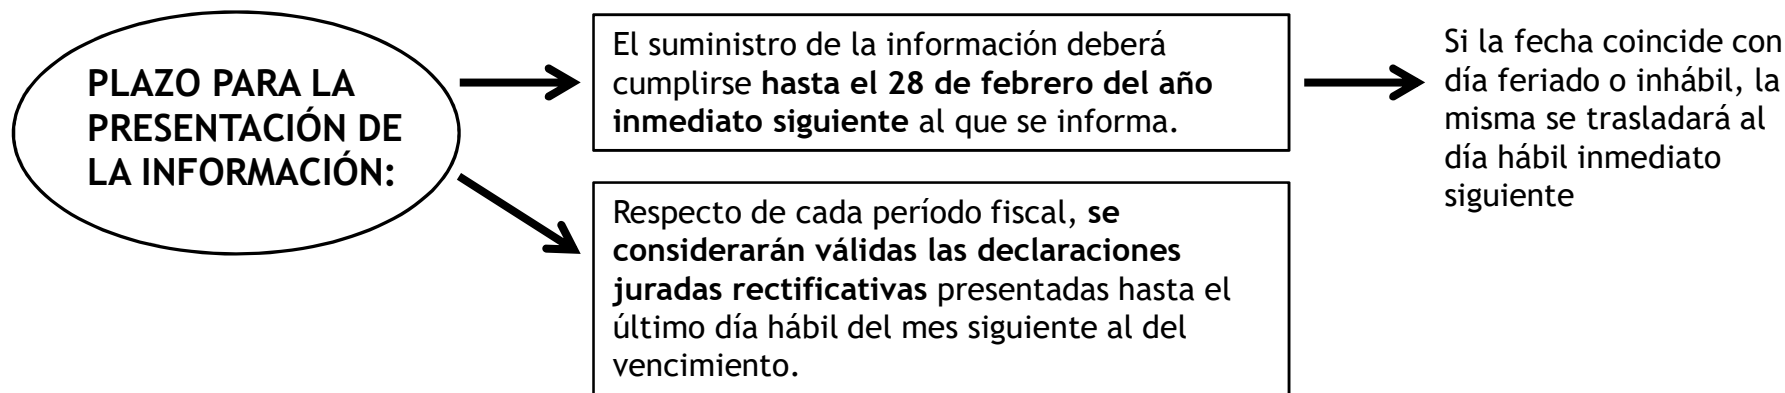 PLAZO PARA LA
PRESENTACIÓN DE
LA INFORMACIÓN:
El suministro de la información deberá
cumplirse hasta el 28 de febrero del año
inmediato siguiente al que se informa.
Si la fecha coincide con
día feriado o inhábil, la
misma se trasladará al
día hábil inmediato
siguiente
Respecto de cada período fiscal, se
considerarán válidas las declaraciones
juradas rectificativas presentadas hasta el
último día hábil del mes siguiente al del
vencimiento.